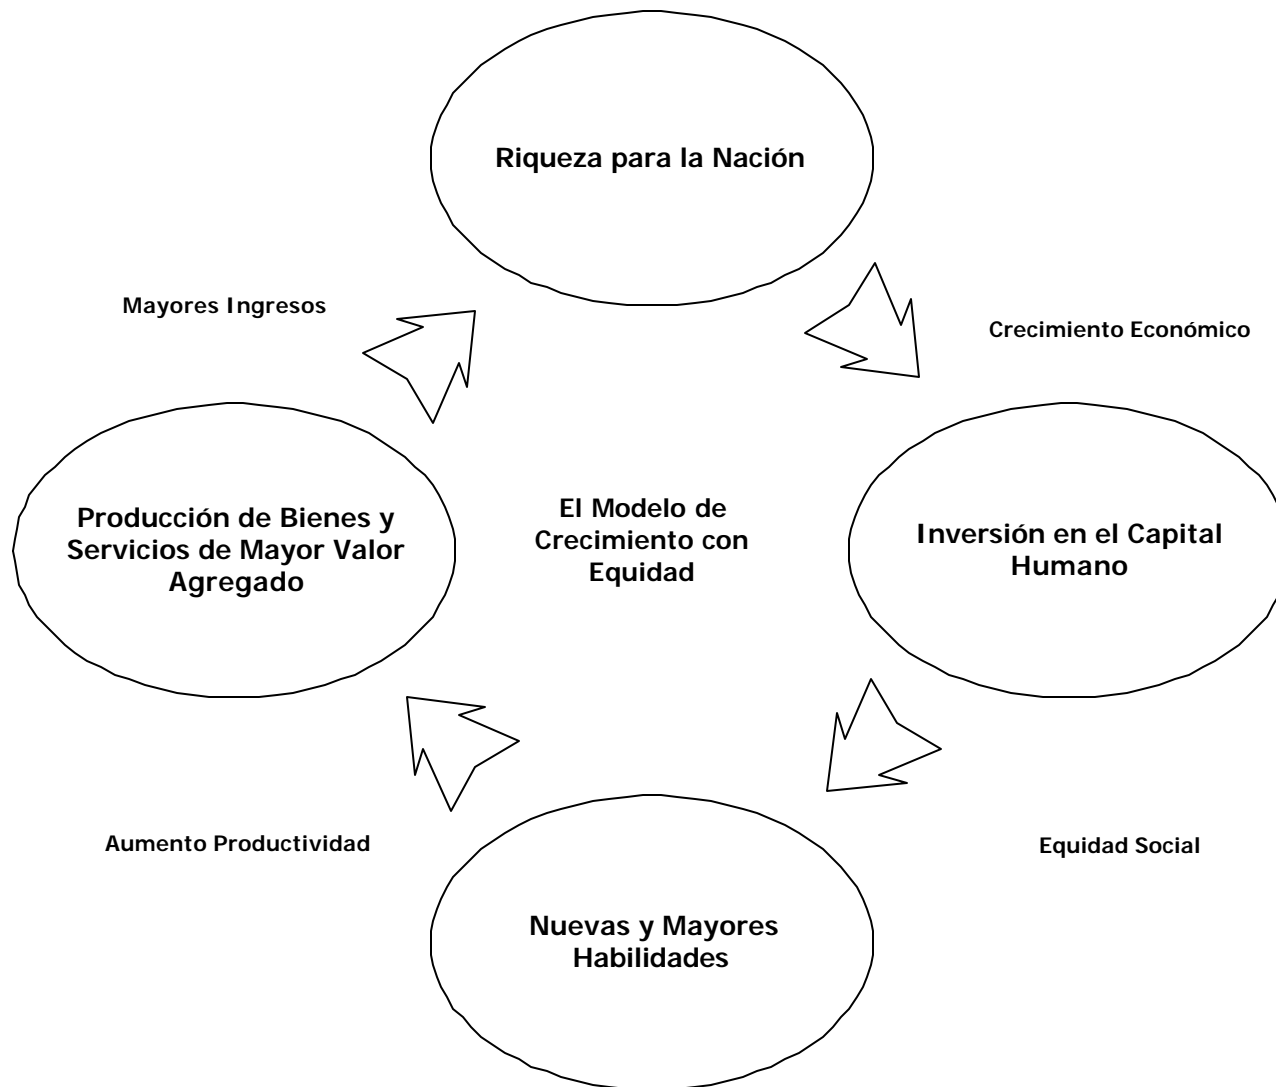 Riqueza para la Nación
Mayores Ingresos
Crecimiento Económico
Producción de Bienes y
Servicios de Mayor Valor
Agregado
El Modelo de
Crecimiento con
Equidad
Inversión en el Capital
Humano
Aumento Productividad
Equidad Social
Nuevas y Mayores
Habilidades